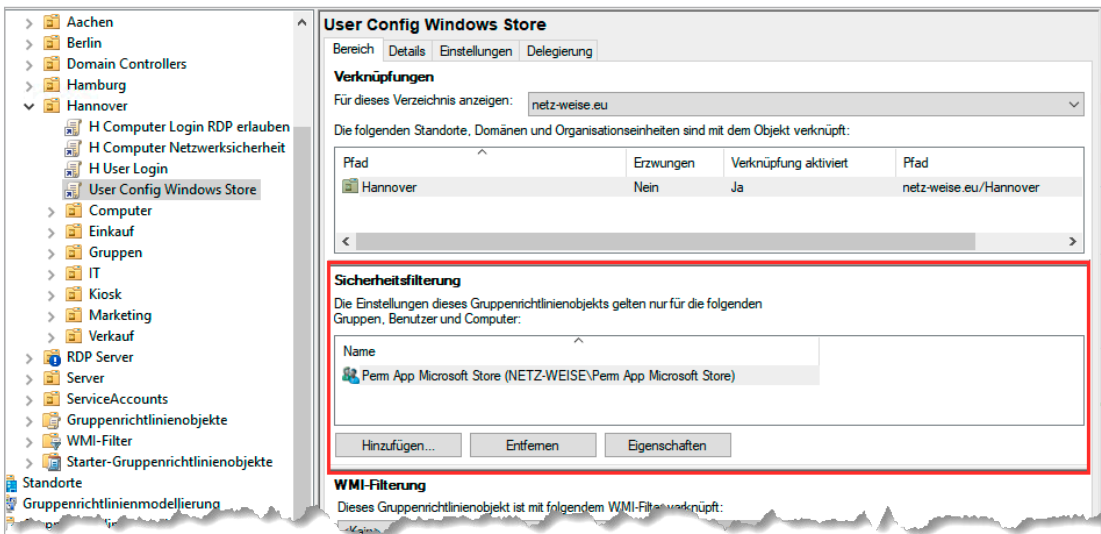 Aachen
Berlin
Domain Controllers
Hamburg
Hannover
H Computer Login RDP erlauben
H Computer Netzwerksicherheit
H User Login
User Config Windows Store
Computer
Einkauf
Gruppen
IT
Kiosk
Marketing
Verkauf
RDP Server
Server
ServiceAccounts
Gruppenrichtlinienobjekte
WMI-Filter
Starter-Gruppenrichtlinienobjekte
Standorte
Gruppenrichtlinienmodellierung
User Config Windows Store
Bereich Details Einstellungen Delegierung
Verknüpfungen
Für dieses Verzeichnis anzeigen: netz-weise.eu
Die folgenden Standorte, Domänen und Organisationseinheiten sind mit dem Objekt verknüpft:
Pfad Erzwungen Verknüpfung aktiviert Pfad
Hannover Nein Ja netz-weise.eu/Hannover
Sicherheitsfilterung
Die Einstellungen dieses Gruppenrichtlinienobjekts gelten nur für die folgenden
Gruppen, Benutzer und Computer:
Name
Perm App Microsoft Store (NETZ-WEISE\Perm App Microsoft Store)
Hinzufügen... Entfernen Eigenschaften
WMI-Filterung
Dieses Gruppenrichtlinienobjekt ist mit folgendem WMI-Filter verknüpft: